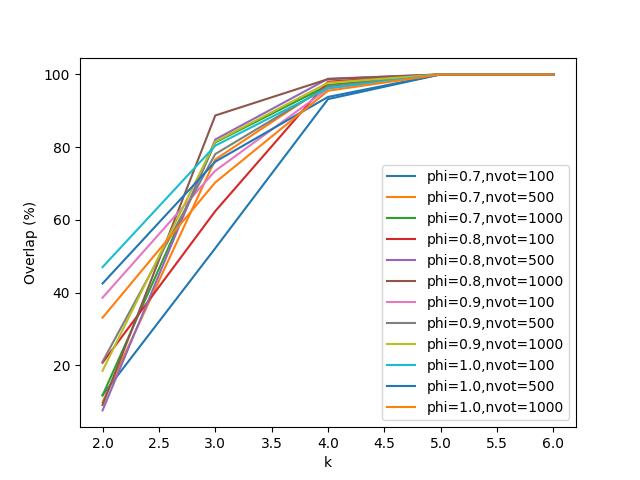 100
80
60
40
20
Overlap (%)
2.0 2.5 3.0 3.5 4.0 4.5 5.0 5.5 6.0
k
phi=0.7,nvot=100
phi=0.7,nvot=500
phi=0.7,nvot=1000
phi=0.8,nvot=100
phi=0.8,nvot=500
phi=0.8,nvot=1000
phi=0.9,nvot=100
phi=0.9,nvot=500
phi=0.9,nvot=1000
phi=1.0,nvot=100
phi=1.0,nvot=500
phi=1.0,nvot=1000